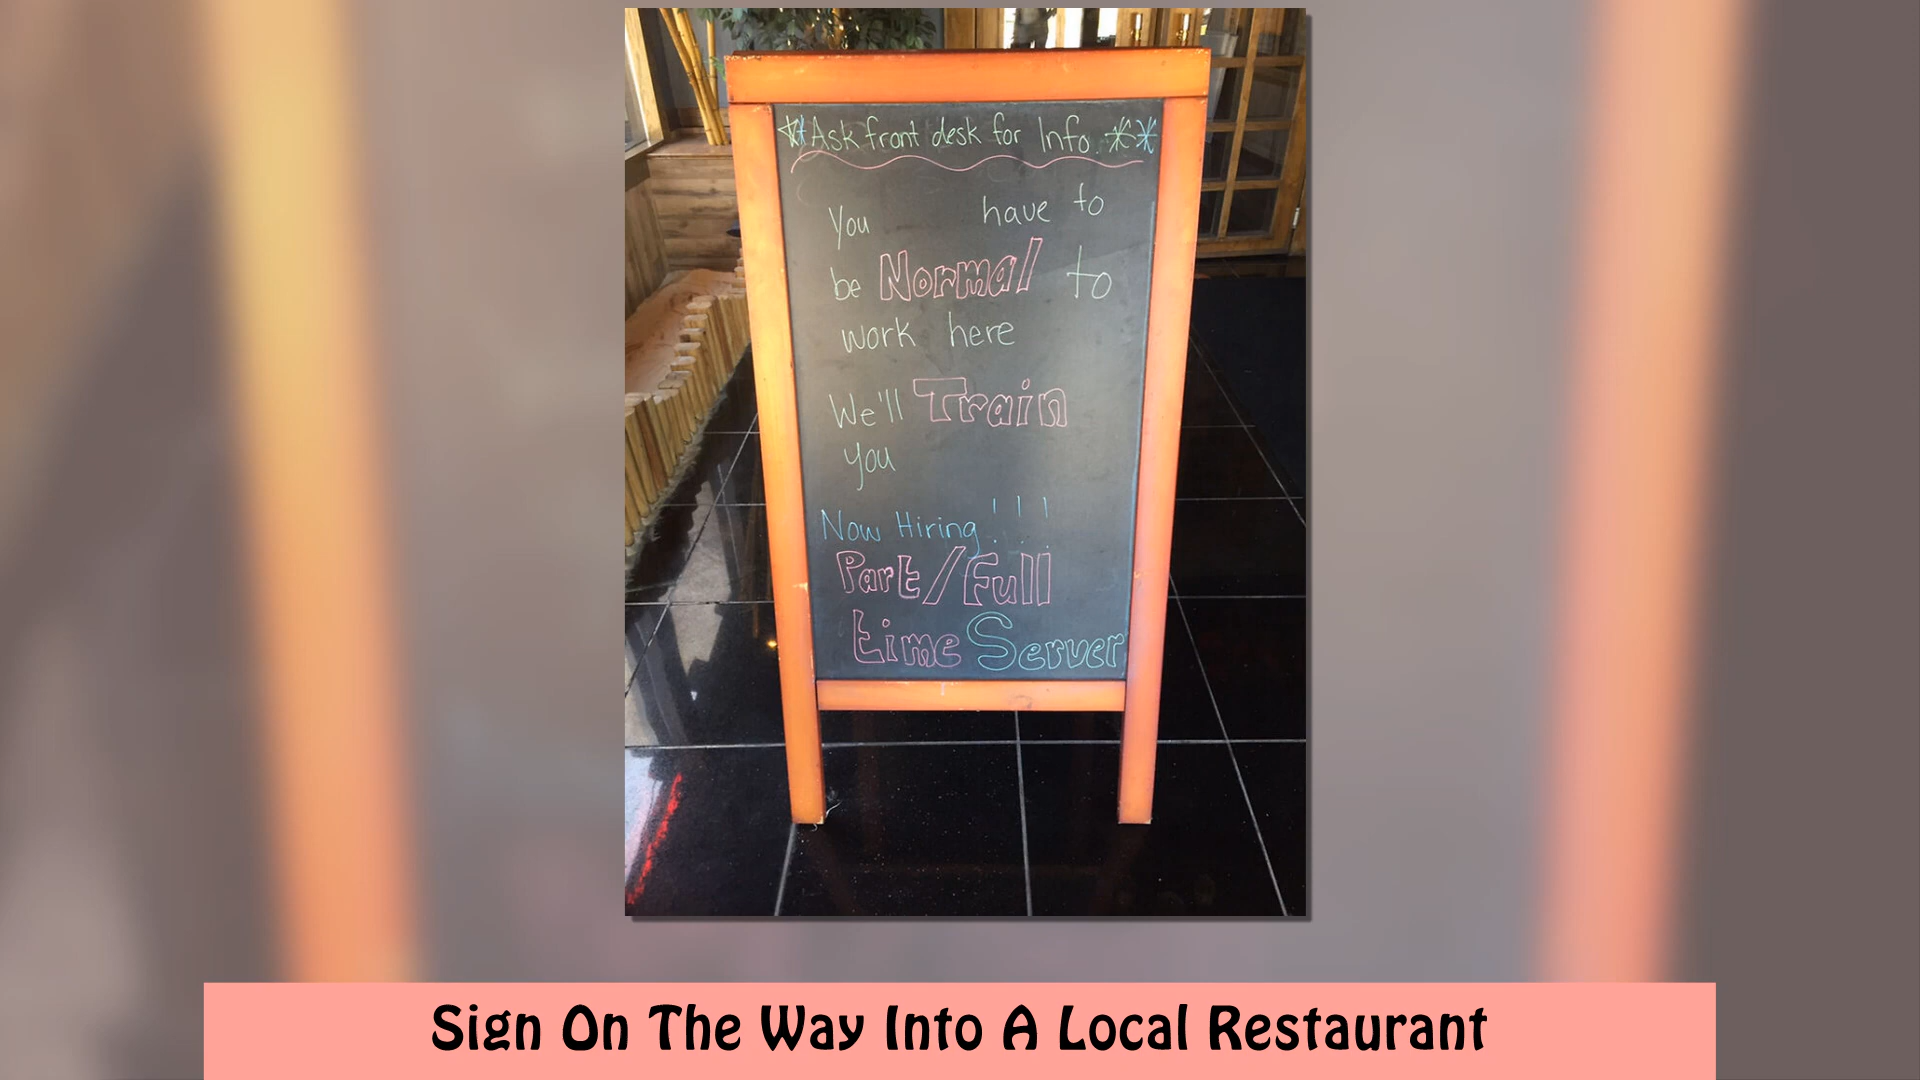 **Ask front desk for Info. **
You have to
be Normal to
work here
We'll Train
you
Now Hiring!!!
Part/Full
time Server
Sign On The Way Into A Local Restaurant